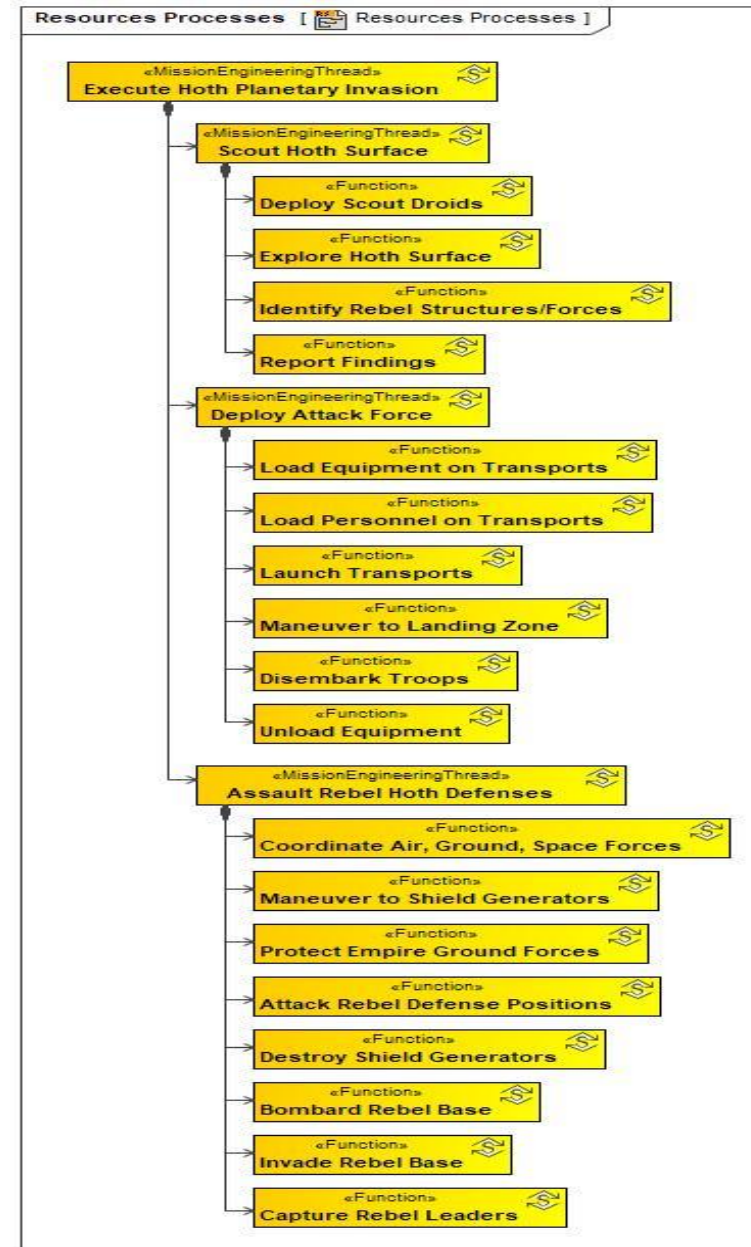 Resources Processes [ Resources Processes ]
«MissionEngineeringThread»
Execute Hoth Planetary Invasion
«MissionEngineeringThread»
Scout Hoth Surface
«Function»
Deploy Scout Droids
«Function»
Explore Hoth Surface
«Function»
Identify Rebel Structures/Forces
«Function»
Report Findings
«MissionEngineeringThread»
Deploy Attack Force
«Function»
Load Equipment on Transports
«Function»
Load Personnel on Transports
«Function»
Launch Transports
«Function»
Maneuver to Landing Zone
«Function»
Disembark Troops
«Function»
Unload Equipment
«MissionEngineeringThread»
Assault Rebel Hoth Defenses
«Function»
Coordinate Air, Ground, Space Forces
«Function»
Maneuver to Shield Generators
«Function»
Protect Empire Ground Forces
«Function»
Attack Rebel Defense Positions
«Function»
Destroy Shield Generators
«Function»
Bombard Rebel Base
«Function»
Invade Rebel Base
«Function»
Capture Rebel Leaders